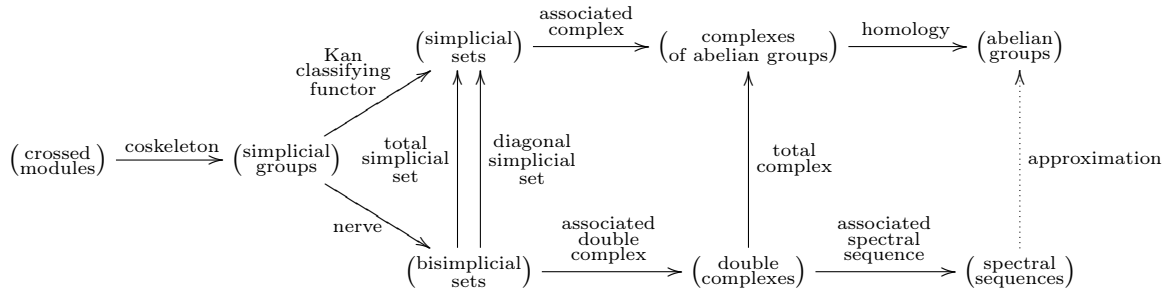 associated
complex
(simplicial
sets)
(complexes
of abelian groups)
homology
(abelian
groups)
Kan
classifying
functor
(crossed
modules)
coskeleton
(simplicial
groups)
total
simplicial
set
diagonal
simplicial
set
total
complex
approximation
nerve
associated
double
complex
associated
spectral
sequence
(bisimplicial
sets)
(double
complexes)
(spectral
sequences)